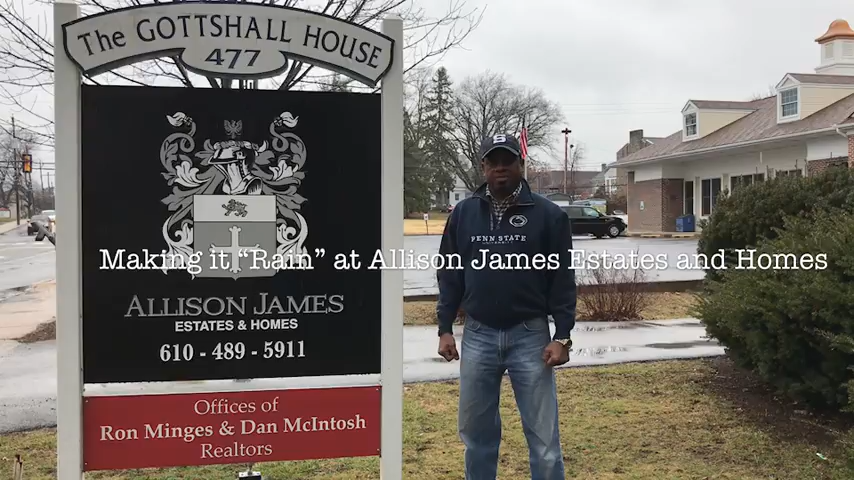 The GOTTSHALL HOUSE
477
Making it “Rain” at Allison James Estates and Homes
ALLISON JAMES
ESTATES & HOMES
610 - 489 - 5911
Offices of
Ron Minges & Dan McIntosh
Realtors
S
PENN STATE